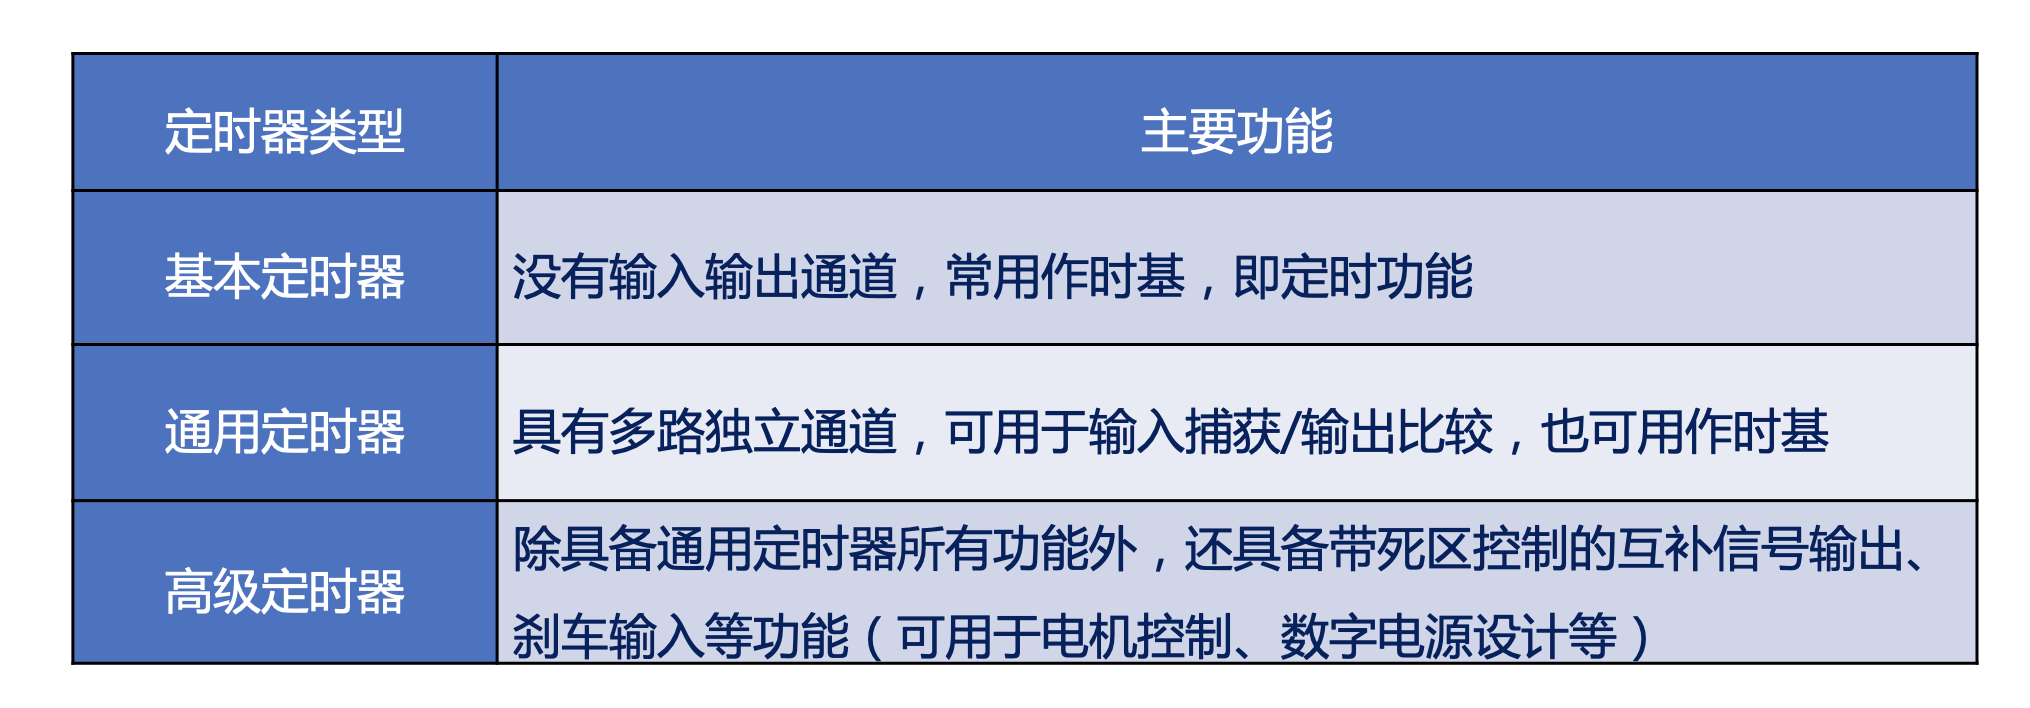 定时器类型
主要功能
基本定时器
没有输入输出通道，常用作时基，即定时功能
通用定时器
具有多路独立通道，可用于输入捕获/输出比较，也可用作时基
高级定时器
除具备通用定时器所有功能外，还具备带死区控制的互补信号输出、
刹车输入等功能（可用于电机控制、数字电源设计等）